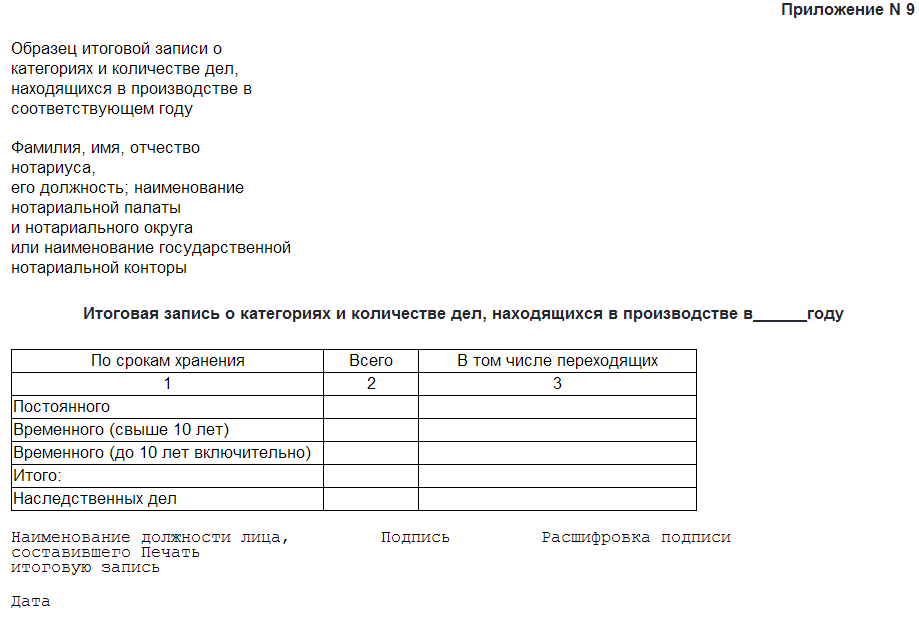 Приложение N 9
Образец итоговой записи о
категориях и количестве дел,
находящихся в производстве в
соответствующем году
Фамилия, имя, отчество
нотариуса,
его должность; наименование
нотариальной палаты
и нотариального округа
или наименование государственной
нотариальной конторы
Итоговая запись о категориях и количестве дел, находящихся в производстве в______году
По срокам хранения Всего В том числе переходящих
1 2 3
Постоянного
Временного (свыше 10 лет)
Временного (до 10 лет включительно)
Итого:
Наследственных дел
Наименование должности лица, Подпись Расшифровка подписи
составившего Печать
итоговую запись
Дата